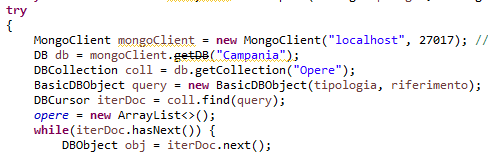 try
{
MongoClient mongoClient = new MongoClient("localhost", 27017); //
DB db = mongoClient.getDB("Campania");
DBCollection coll = db.getCollection("Opere");
BasicDBObject query = new BasicDBObject(tipologia, riferimento);
DBCursor iterDoc = coll.find(query);
opere = new ArrayList<>();
while(iterDoc.hasNext()) {
DBObject obj = iterDoc.next();